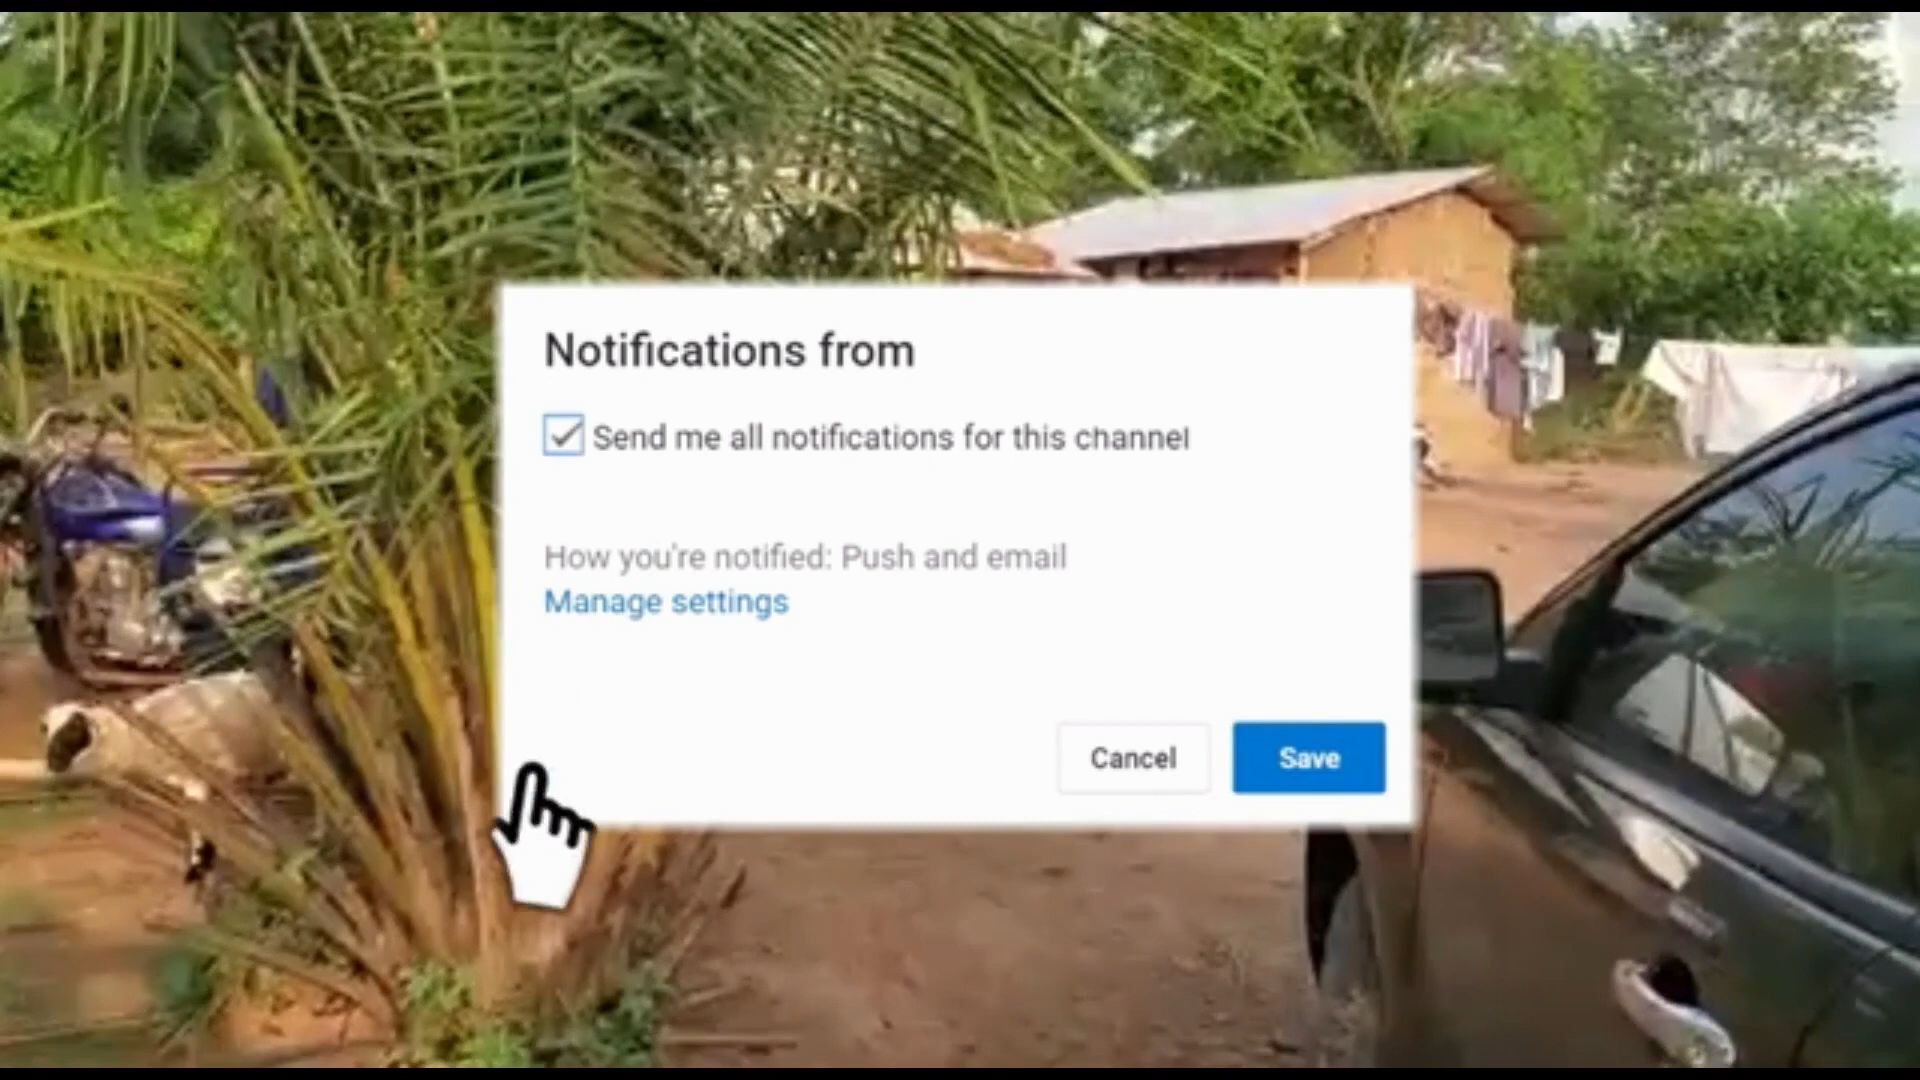 Notifications from
Send me all notifications for this channel
How you're notified: Push and email
Manage settings
Cancel
Save